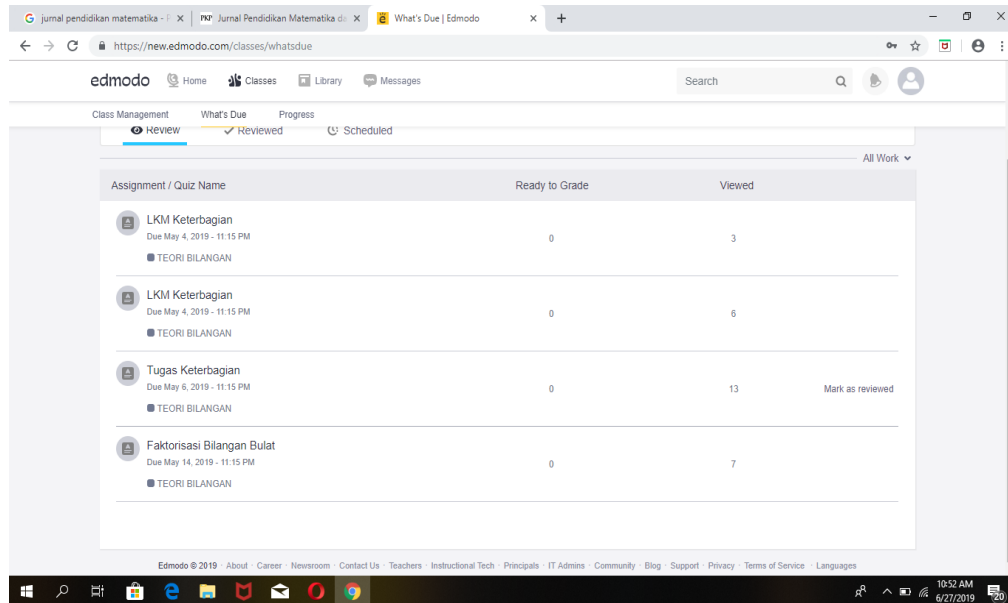 jurnal pendidikan matematika - P
PKP Jurnal Pendidikan Matematika da
What's Due | Edmodo
https://new.edmodo.com/classes/whatsdue
edmodo Home Classes Library Messages Search
Class Management What's Due Progress
Review Reviewed Scheduled
All Work
Assignment / Quiz Name Ready to Grade Viewed
LKM Keterbagian
Due May 4, 2019 - 11:15 PM
0 3
TEORI BILANGAN
LKM Keterbagian
Due May 4, 2019 - 11:15 PM
0 6
TEORI BILANGAN
Tugas Keterbagian
Due May 6, 2019 - 11:15 PM
0 13 Mark as reviewed
TEORI BILANGAN
Faktorisasi Bilangan Bulat
Due May 14, 2019 - 11:15 PM
0 7
TEORI BILANGAN
Edmodo © 2019 · About · Career · Newsroom · Contact Us · Teachers · Instructional Tech · Principals · IT Admins · Community · Blog · Support · Privacy · Terms of Service · Languages
10:52 AM
6/27/2019
20